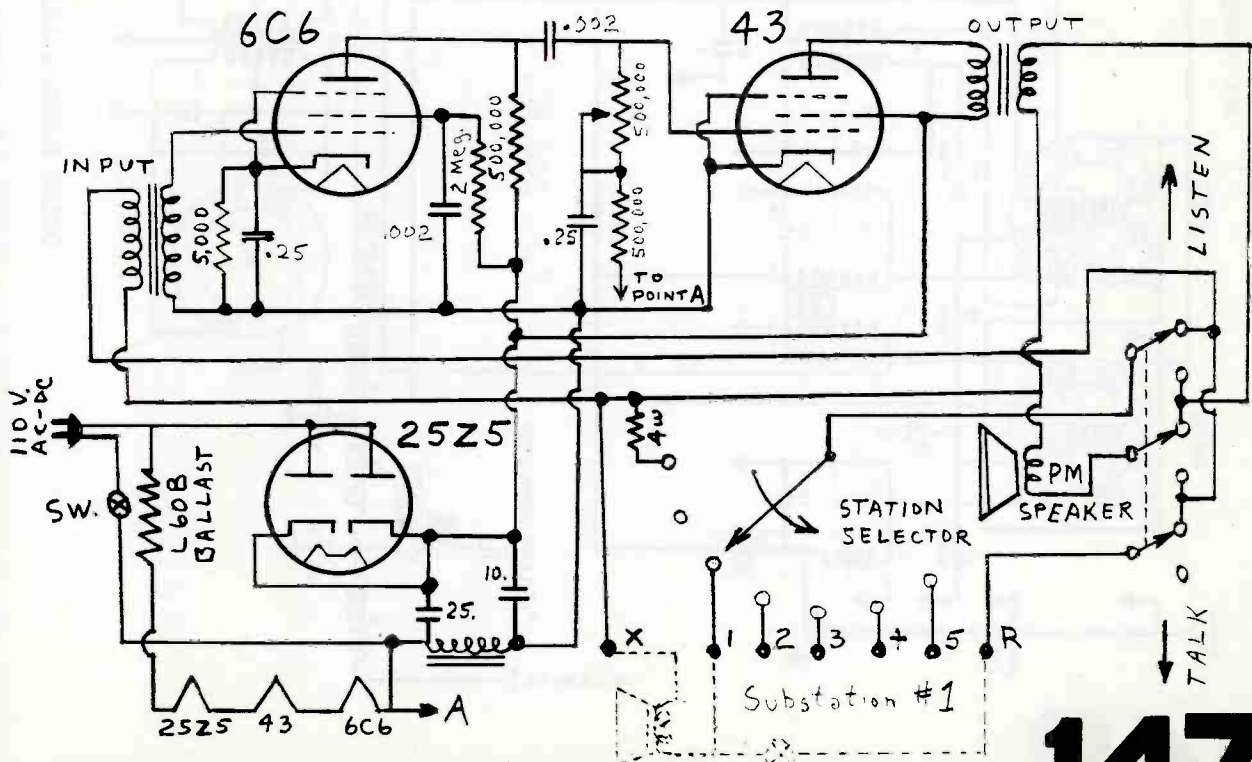 6C6
.002
43
OUTPUT
INPUT
5,000
.25
2 Meg.
.002
500,000
500,000
.25
500,000
TO
POINT A
LISTEN
110 V.
AC-DC
SW.
L60B
BALLAST
25Z5
25.
10.
4ω
STATION
SELECTOR
PM
SPEAKER
X
1
2
3
4
5
R
TALK
25Z5
43
6C6
A
Substation #1
147